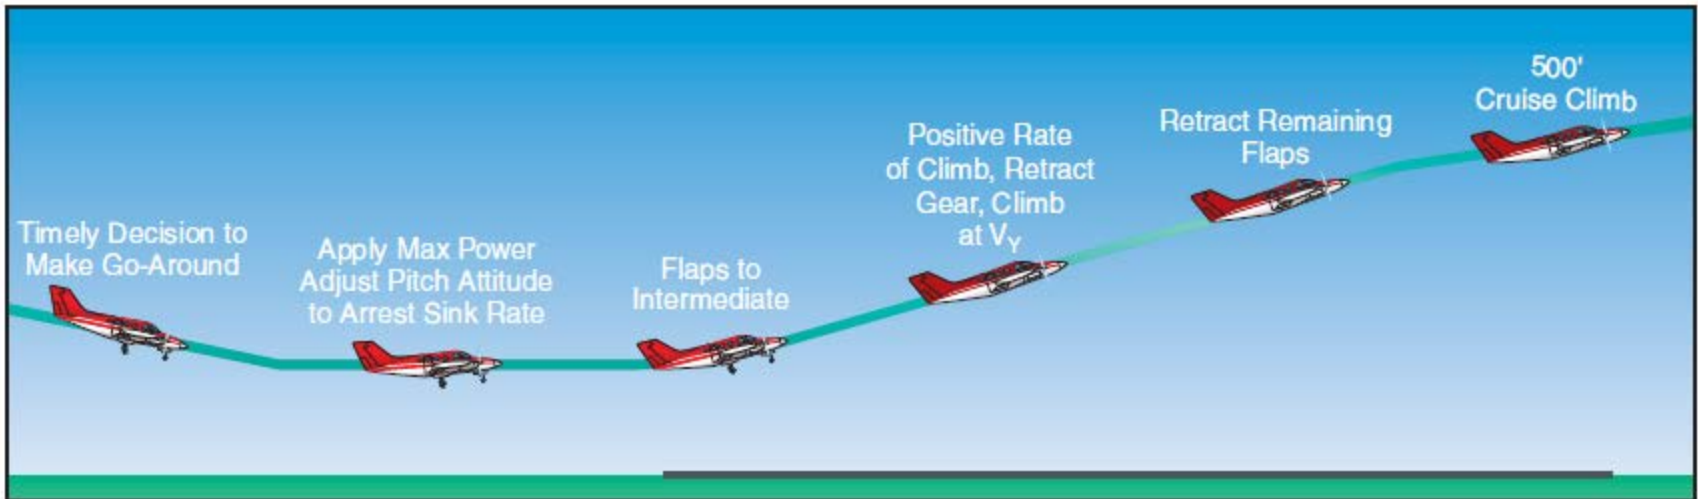 Timely Decision to
Make Go-Around
Apply Max Power
Adjust Pitch Attitude
to Arrest Sink Rate
Flaps to
Intermediate
Positive Rate
of Climb, Retract
Gear, Climb
at VY
Retract Remaining
Flaps
500'
Cruise Climb